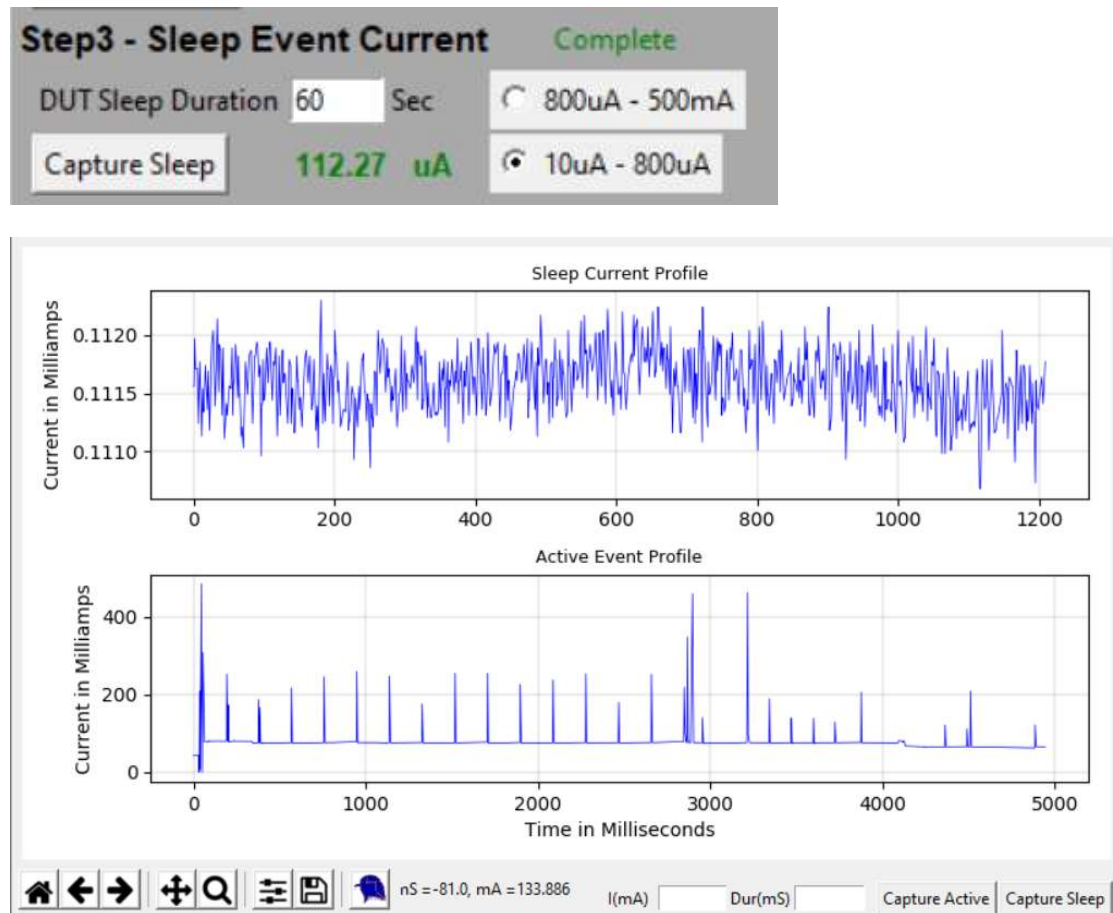 Step3 - Sleep Event Current Complete
DUT Sleep Duration 60 Sec 800uA - 500mA
Capture Sleep 112.27 uA 10uA - 800uA
Sleep Current Profile
Current in Milliamps
0.1120
0.1115
0.1110
0 200 400 600 800 1000 1200
Active Event Profile
Current in Milliamps
400
200
0
0 1000 2000 3000 4000 5000
Time in Milliseconds
nS =-81.0, mA =133.886 I(mA) Dur(mS) Capture Active Capture Sleep